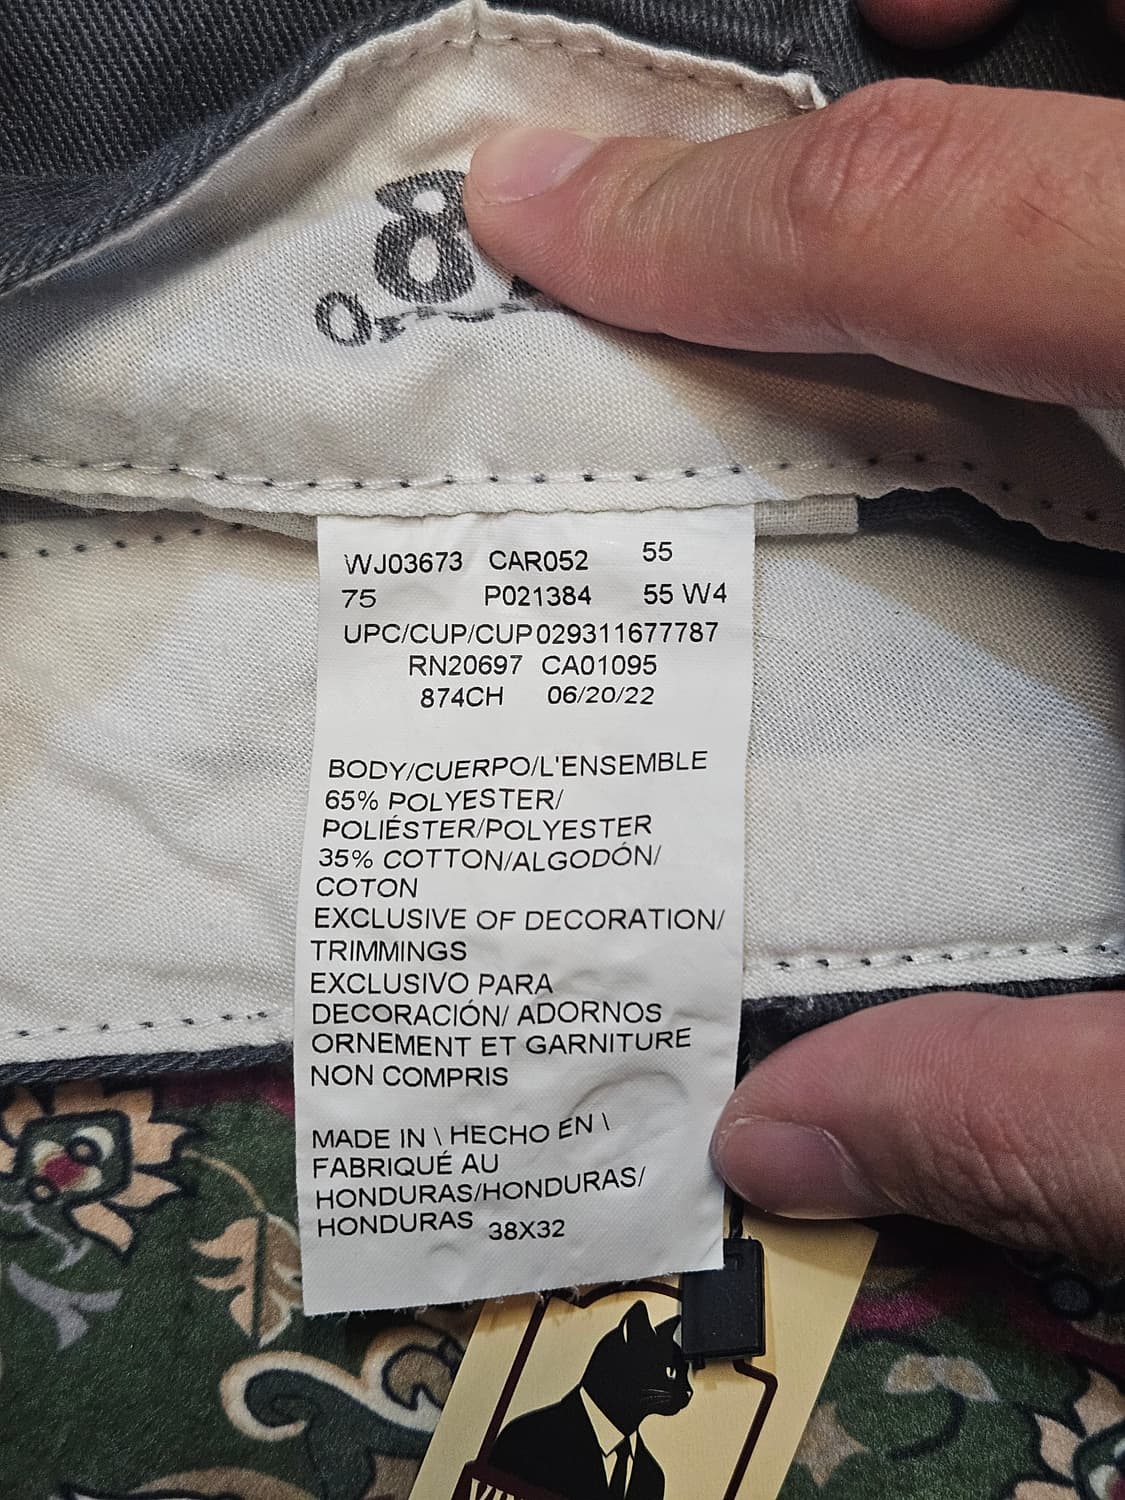 8
WJ03673 CAR052 55
75 P021384 55 W4
UPC/CUP/CUP029311677787
RN20697 CA01095
874CH 06/20/22
BODY/CUERPO/L'ENSEMBLE
65% POLYESTER/
POLIÉSTER/POLYESTER
35% COTTON/ALGODÓN/
COTON
EXCLUSIVE OF DECORATION/
TRIMMINGS
EXCLUSIVO PARA
DECORACIÓN/ ADORNOS
ORNEMENT ET GARNITURE
NON COMPRIS
MADE IN \ HECHO EN \
FABRIQUÉ AU
HONDURAS/HONDURAS/
HONDURAS 38X32